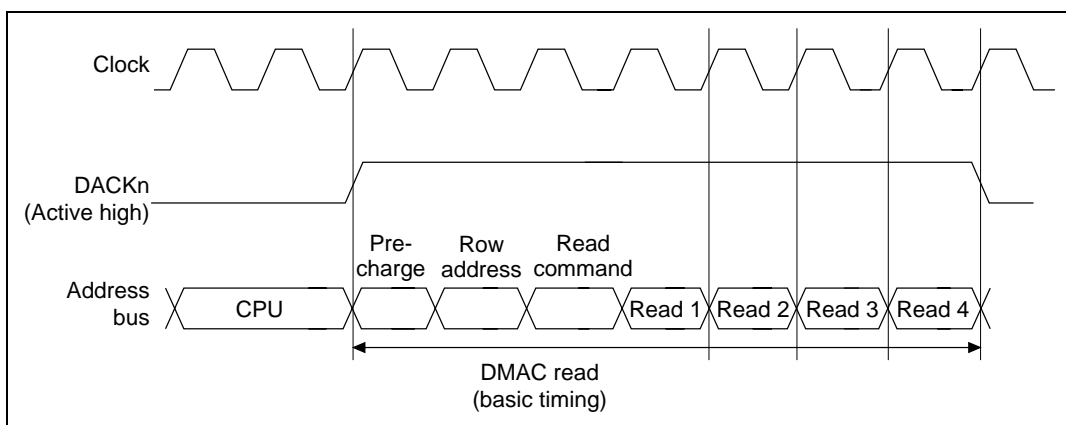 Clock
DACKn
(Active high)
Pre-
charge
Row
address
Read
command
Address
bus
CPU
Read 1
Read 2
Read 3
Read 4
DMAC read
(basic timing)